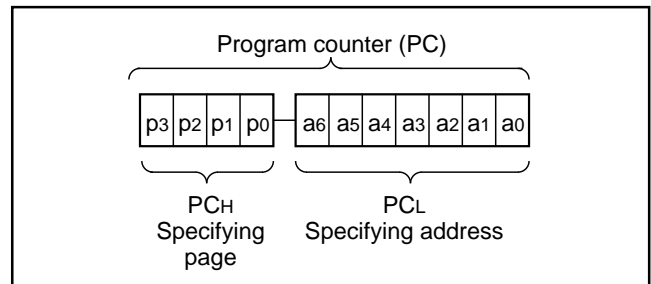 Program counter (PC)
p3 p2 p1 p0 a6 a5 a4 a3 a2 a1 a0
PCH PCL
Specifying Specifying address
page